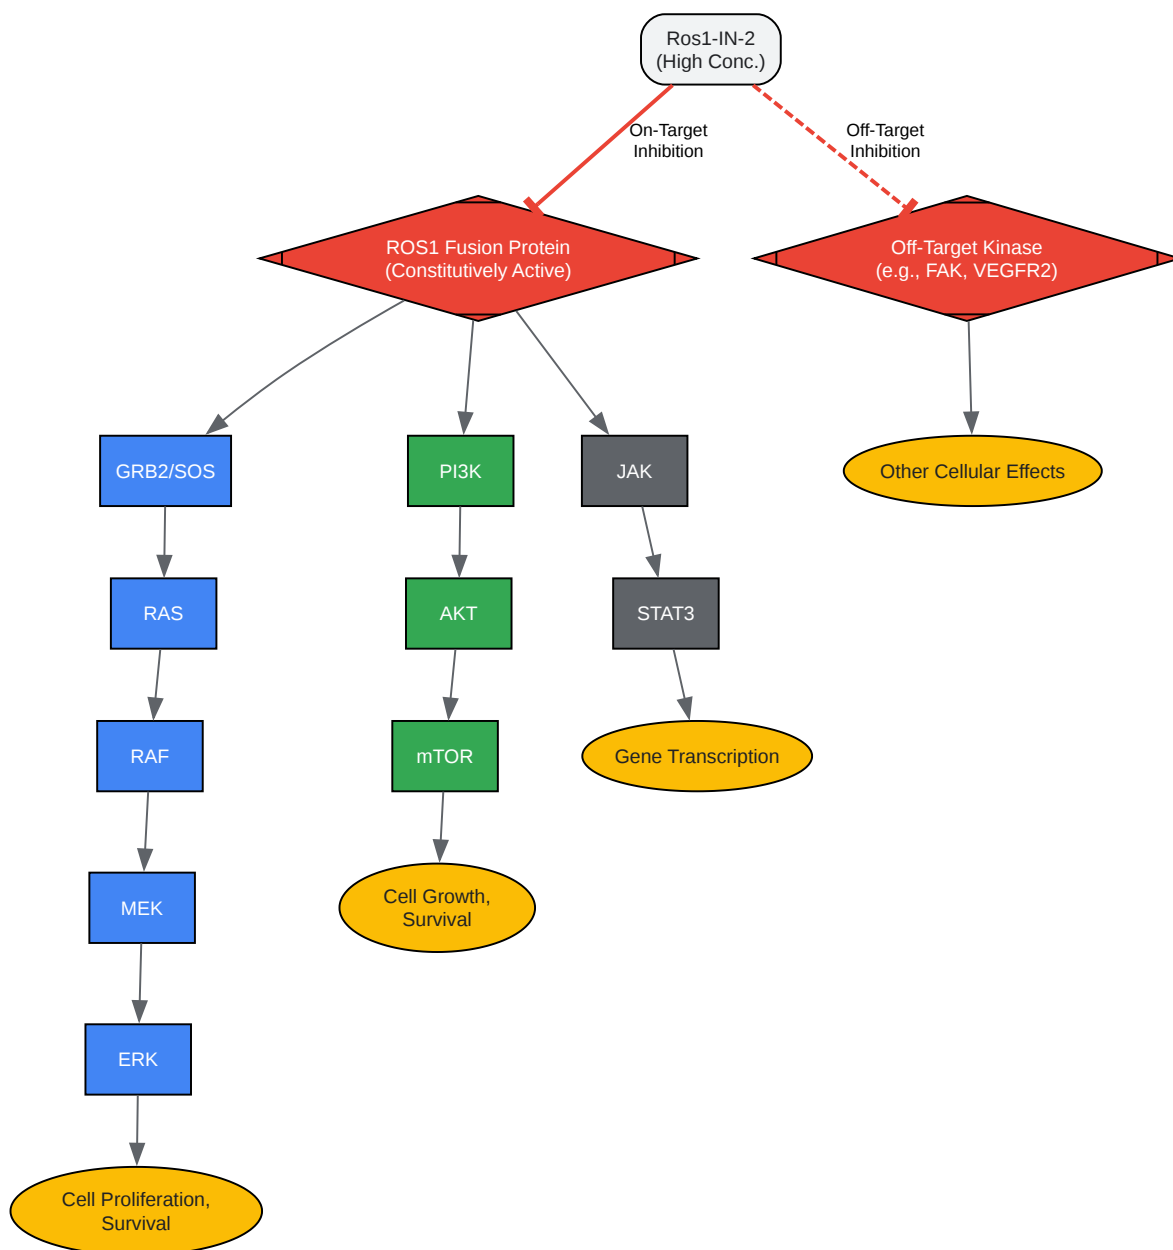 Ros1-IN-2
(High Conc.)
On-Target
Inhibition
Off-Target
Inhibition
ROS1 Fusion Protein
(Constitutively Active)
Off-Target Kinase
(e.g., FAK, VEGFR2)
GRB2/SOS
PI3K
JAK
Other Cellular Effects
RAS
AKT
STAT3
RAF
mTOR
Gene Transcription
MEK
Cell Growth,
Survival
ERK
Cell Proliferation,
Survival